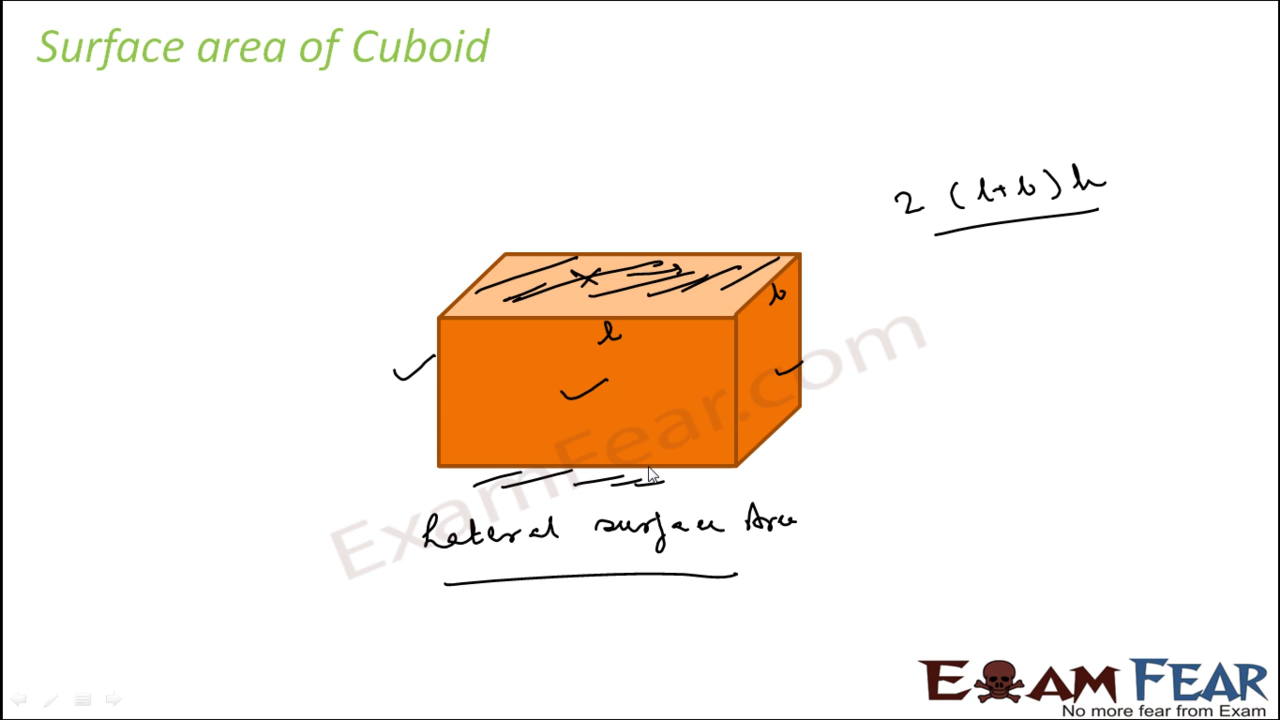 Surface area of Cuboid
2 (l+b)h
b
l
ExamFear.com
Lateral surface Area
EXAM FEAR
No more fear from Exam